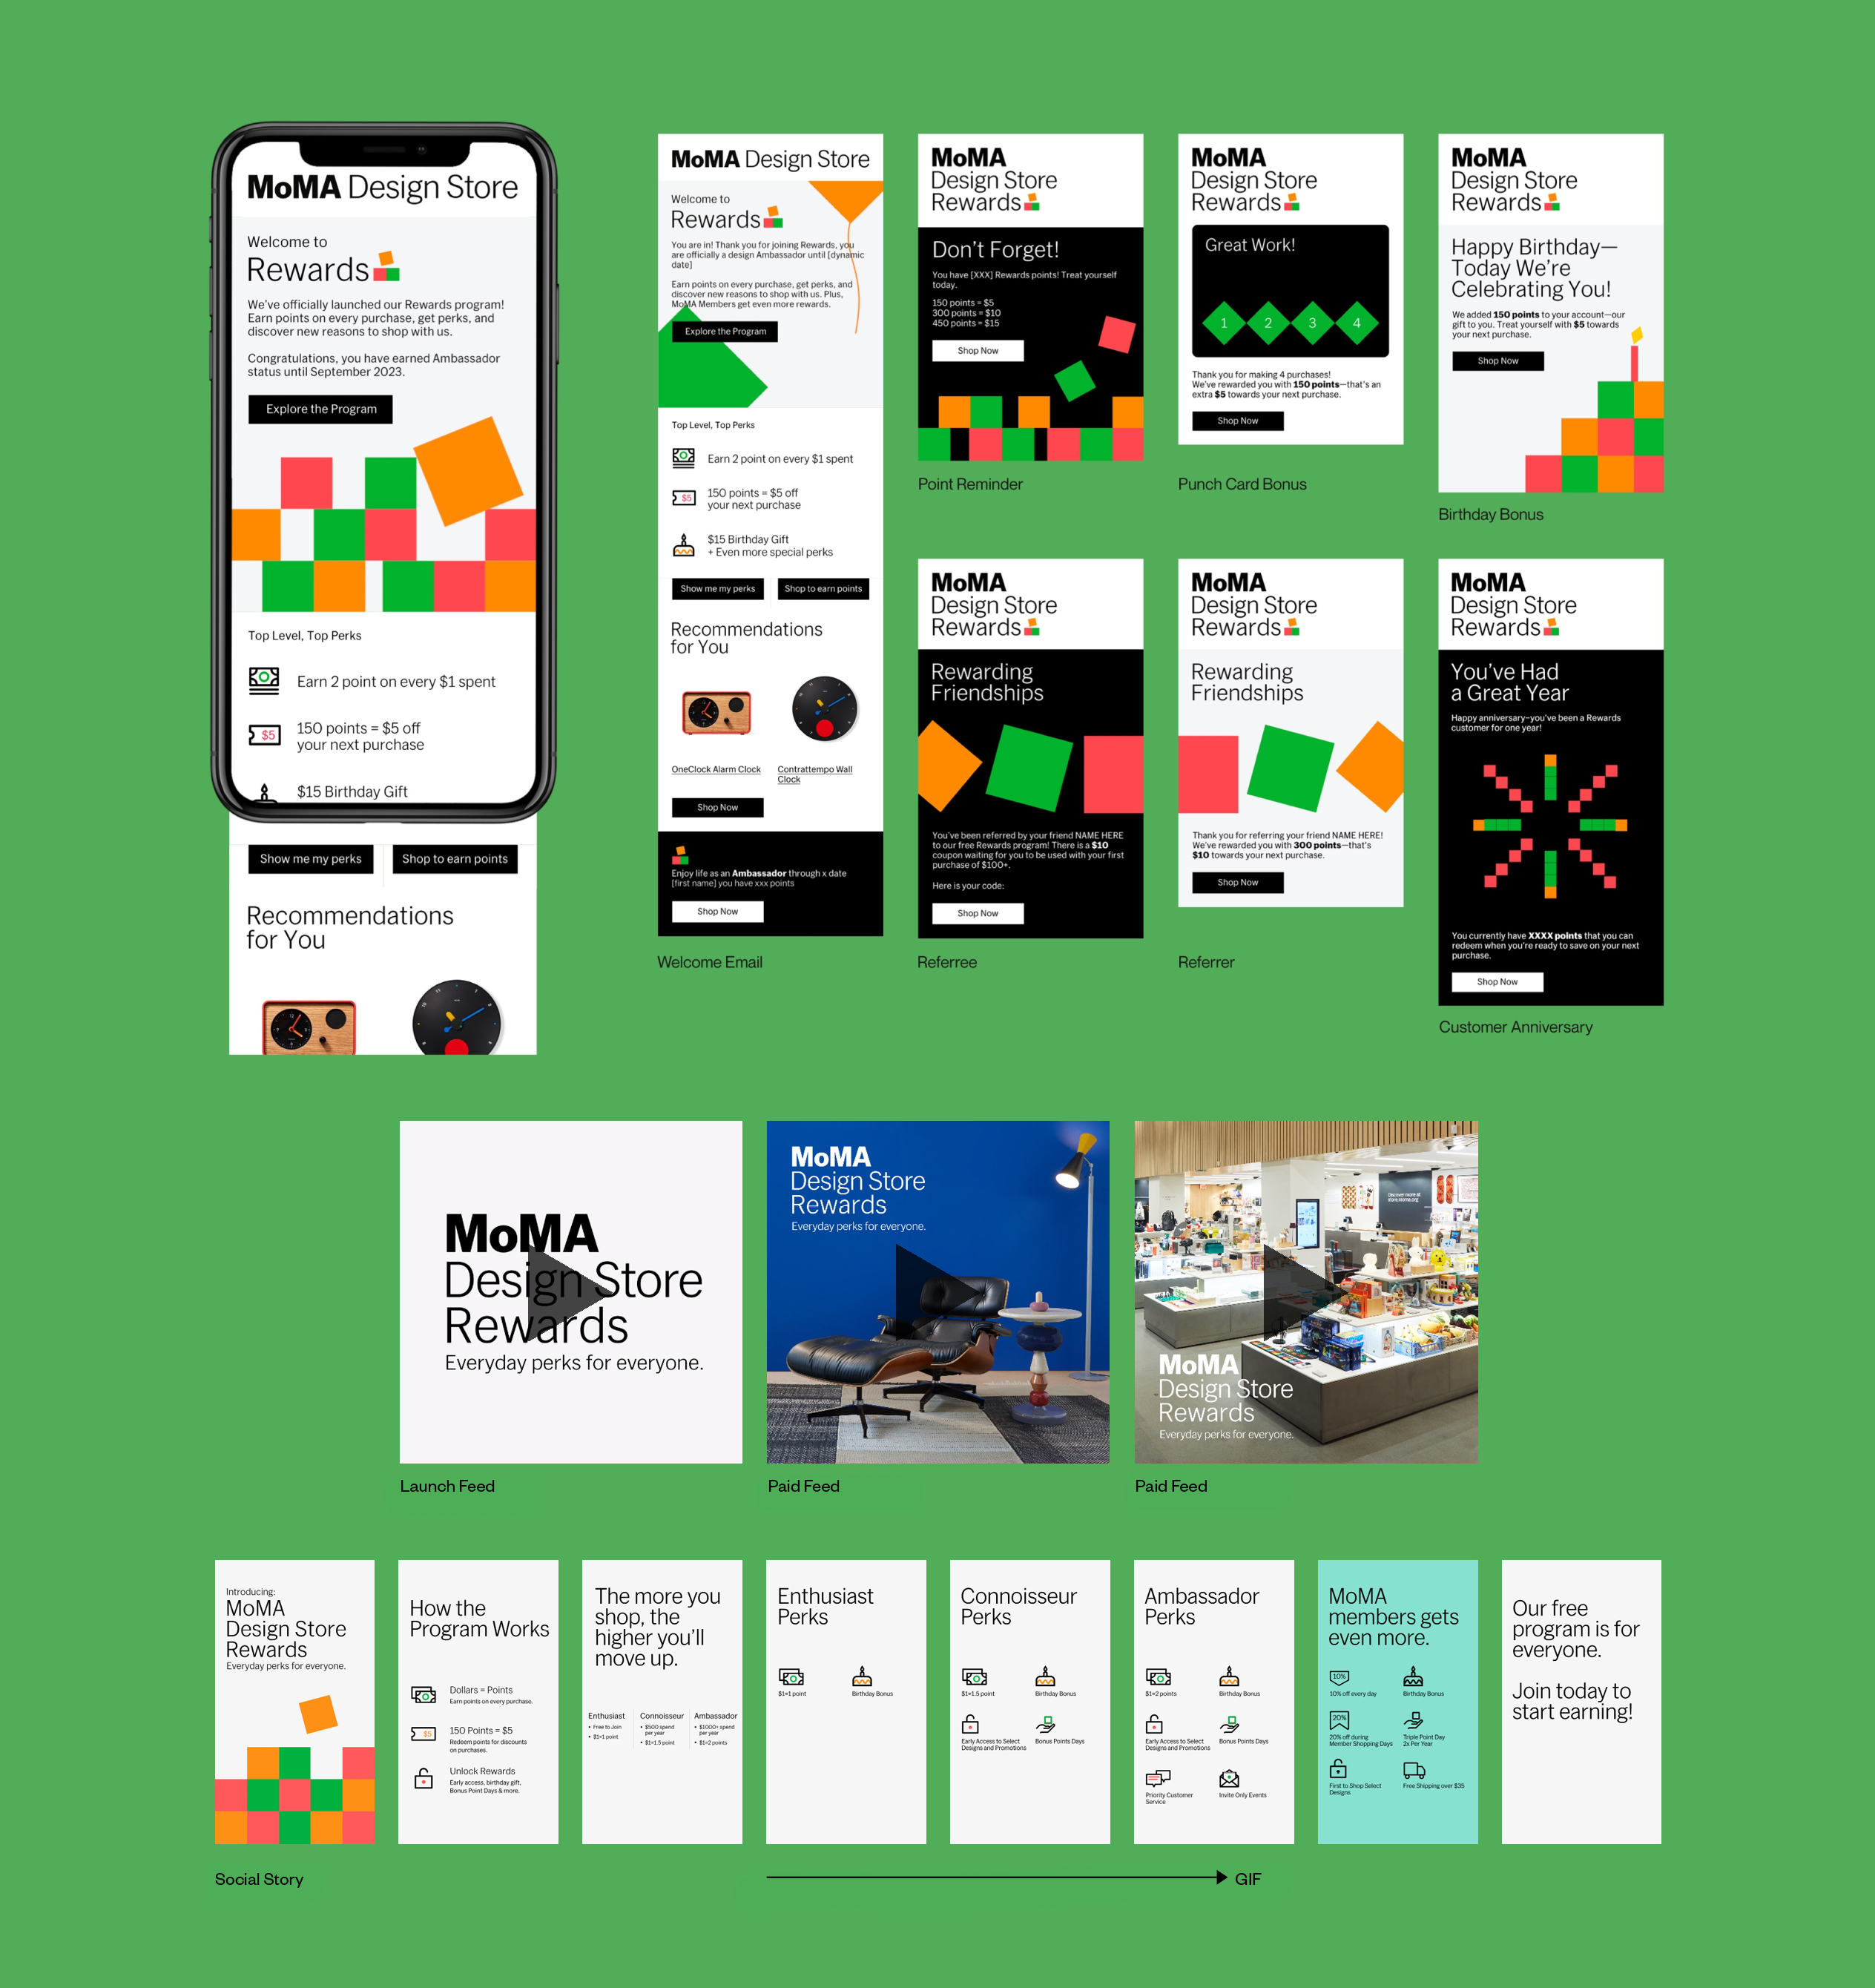 MoMA Design Store
Welcome to
Rewards
We've officially launched our Rewards program!
Earn points on every purchase, get perks, and
discover new reasons to shop with us.
Congratulations, you have earned Ambassador
status until September 2023.
Explore the Program
Top Level, Top Perks
Earn 2 point on every $1 spent
$5
150 points = $5 off
your next purchase
$15 Birthday Gift
Show me my perks
Shop to earn points
Recommendations
for You
MoMA Design Store
Welcome to
Rewards
You are in! Thank you for joining Rewards, you
are officially a design Ambassador until [dynamic
date]
Earn points on every purchase, get perks, and
discover new reasons to shop with us. Plus,
MoMA Members get even more rewards.
Explore the Program
Top Level, Top Perks
Earn 2 point on every $1 spent
$5
150 points = $5 off
your next purchase
$15 Birthday Gift
+ Even more special perks
Show me my perks
Shop to earn points
Recommendations
for You
OneClock Alarm Clock
Contrattempo Wall
Clock
Shop Now
Enjoy life as an Ambassador through x date
[first name] you have xxx points
Shop Now
Welcome Email
MoMA
Design Store
Rewards
Don't Forget!
You have [XXX] Rewards points! Treat yourself
today.
150 points = $5
300 points = $10
450 points = $15
Shop Now
Point Reminder
MoMA
Design Store
Rewards
Great Work!
1 2 3 4
Thank you for making 4 purchases!
We've rewarded you with 150 points—that's an
extra $5 towards your next purchase.
Shop Now
Punch Card Bonus
MoMA
Design Store
Rewards
Happy Birthday—
Today We're
Celebrating You!
We added 150 points to your account—our
gift to you. Treat yourself with $5 towards
your next purchase.
Shop Now
Birthday Bonus
MoMA
Design Store
Rewards
Rewarding
Friendships
You've been referred by your friend NAME HERE
to our free Rewards program! There is a $10
coupon waiting for you to be used with your first
purchase of $100+.
Here is your code:
Shop Now
Referree
MoMA
Design Store
Rewards
Rewarding
Friendships
Thank you for referring your friend NAME HERE!
We've rewarded you with 300 points—that's
$10 towards your next purchase.
Shop Now
Referrer
MoMA
Design Store
Rewards
You've Had
a Great Year
Happy anniversary–you've been a Rewards
customer for one year!
You currently have XXXX points that you can
redeem when you're ready to save on your next
purchase.
Shop Now
Customer Anniversary
MoMA
Design Store
Rewards
Everyday perks for everyone.
Launch Feed
MoMA
Design Store
Rewards
Everyday perks for everyone.
Paid Feed
Discover more at
store.moma.org
MoMA
Design Store
Rewards
Everyday perks for everyone.
Paid Feed
Introducing:
MoMA
Design Store
Rewards
Everyday perks for everyone.
How the
Program Works
Dollars = Points
Earn points on every purchase.
$5
150 Points = $5
Redeem points for discounts
on purchases.
Unlock Rewards
Early access, birthday gift,
Bonus Point Days & more.
The more you
shop, the
higher you'll
move up.
Enthusiast
• Free to Join
• $1=1 point
Connoisseur
• $500 spend
per year
• $1=1.5 point
Ambassador
• $1000+ spend
per year
• $1=2 points
Enthusiast
Perks
$1=1 point
Birthday Bonus
Connoisseur
Perks
$1=1.5 point
Birthday Bonus
Early Access to Select
Designs and Promotions
Bonus Points Days
Ambassador
Perks
$1=2 points
Birthday Bonus
Early Access to Select
Designs and Promotions
Bonus Points Days
Priority Customer
Service
Invite Only Events
MoMA
members gets
even more.
10%
10% off every day
Birthday Bonus
20%
20% off during
Member Shopping Days
Triple Point Day
2x Per Year
First to Shop Select
Designs
Free Shipping over $35
Our free
program is for
everyone.
Join today to
start earning!
Social Story
GIF